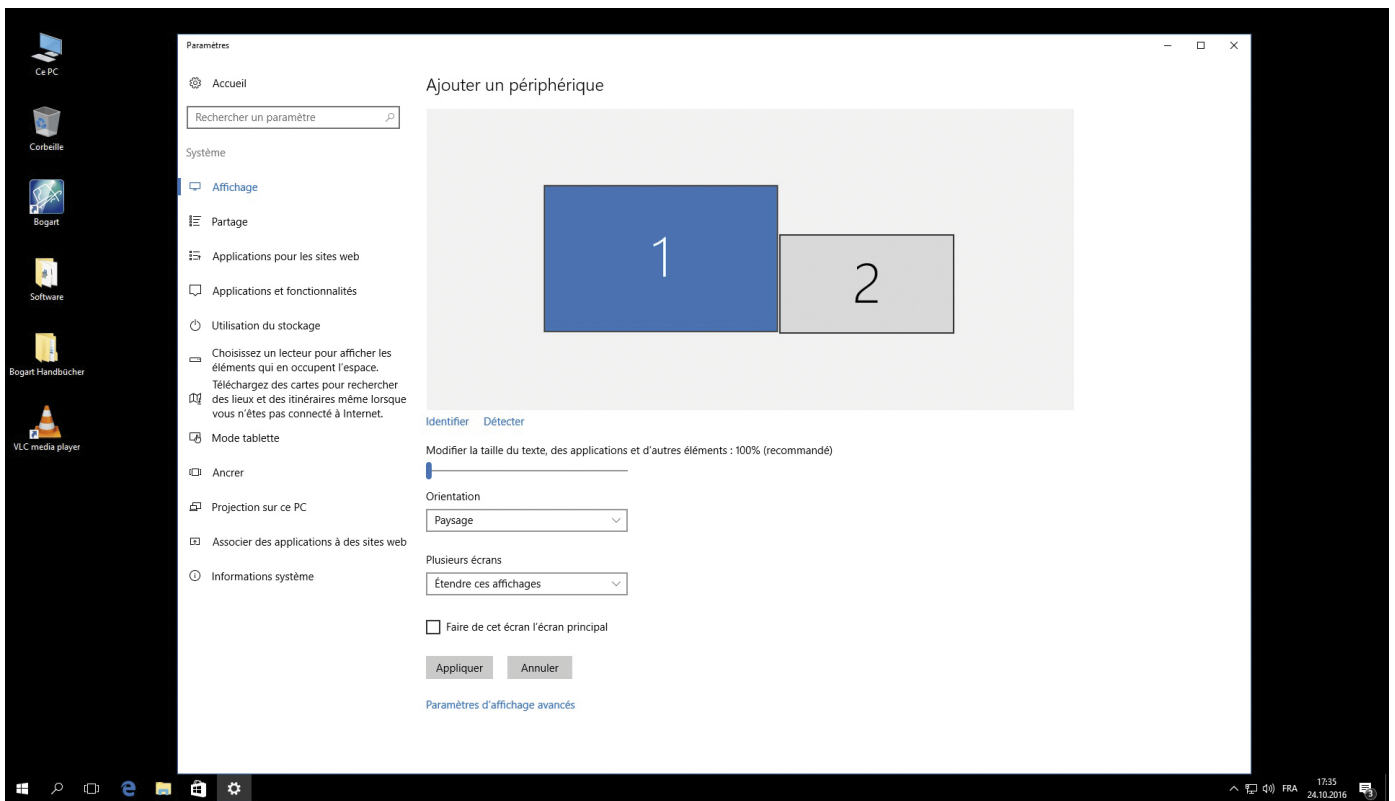 Ce PC
Corbeille
Bogart
Software
Bogart Handbücher
VLC media player
Paramètres
Accueil
Rechercher un paramètre
Système
Affichage
Partage
Applications pour les sites web
Applications et fonctionnalités
Utilisation du stockage
Choisissez un lecteur pour afficher les
éléments qui en occupent l'espace.
Téléchargez des cartes pour rechercher
des lieux et des itinéraires même lorsque
vous n'êtes pas connecté à Internet.
Mode tablette
Ancrer
Projection sur ce PC
Associer des applications à des sites web
Informations système
Ajouter un périphérique
1
2
Identifier Détecter
Modifier la taille du texte, des applications et d'autres éléments : 100% (recommandé)
Orientation
Paysage
Plusieurs écrans
Étendre ces affichages
Faire de cet écran l'écran principal
Appliquer Annuler
Paramètres d'affichage avancés
FRA
17:35
24.10.2016
3